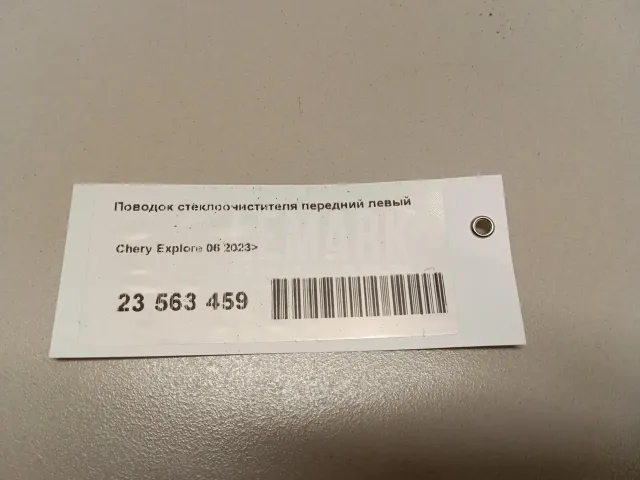 Поводок стеклоочистителя передний левый
Chery Explore 06 2023>
23 563 459